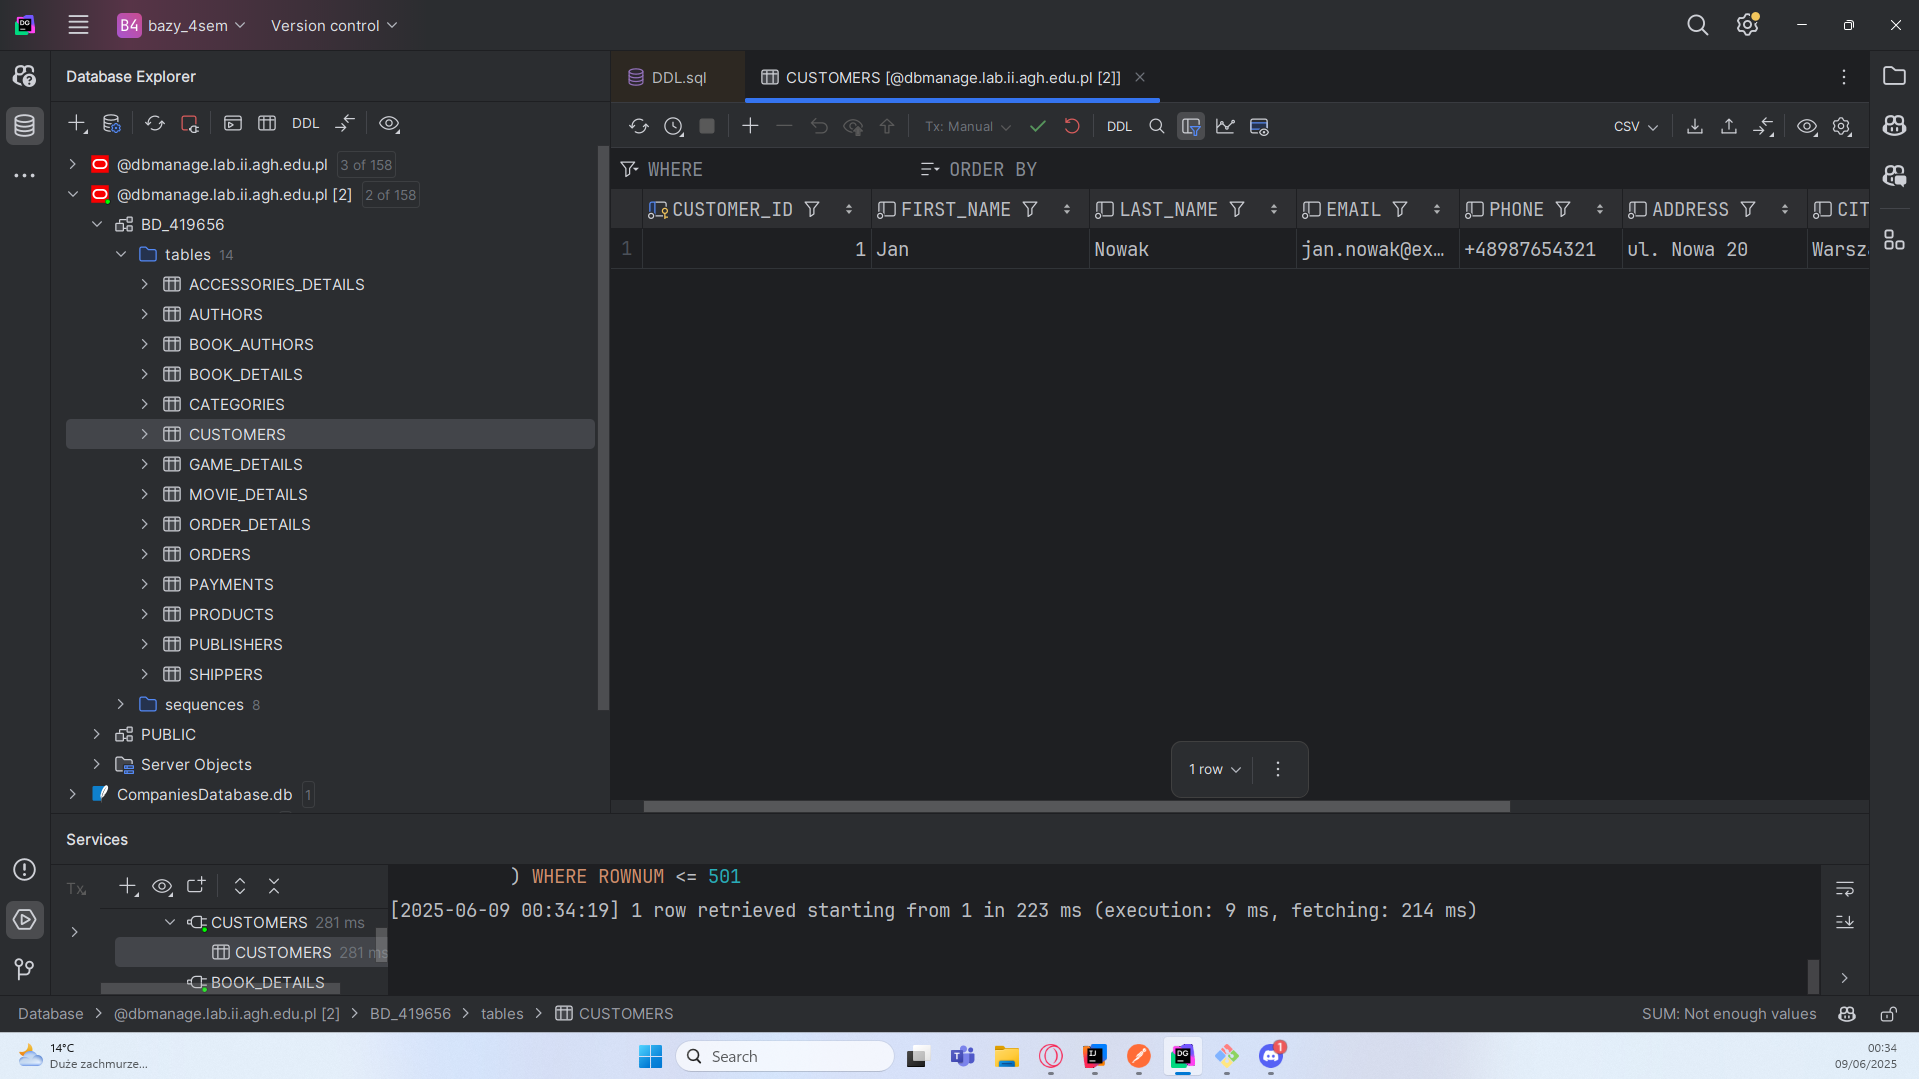 B4 bazy_4sem Version control
Database Explorer
DDL
@dbmanage.lab.ii.agh.edu.pl 3 of 158
@dbmanage.lab.ii.agh.edu.pl [2] 2 of 158
BD_419656
tables 14
ACCESSORIES_DETAILS
AUTHORS
BOOK_AUTHORS
BOOK_DETAILS
CATEGORIES
CUSTOMERS
GAME_DETAILS
MOVIE_DETAILS
ORDER_DETAILS
ORDERS
PAYMENTS
PRODUCTS
PUBLISHERS
SHIPPERS
sequences 8
PUBLIC
Server Objects
CompaniesDatabase.db 1
DDL.sql CUSTOMERS [@dbmanage.lab.ii.agh.edu.pl [2]]
Tx: Manual DDL CSV
WHERE ORDER BY
CUSTOMER_ID FIRST_NAME LAST_NAME EMAIL PHONE ADDRESS CIT
1 1 Jan Nowak jan.nowak@ex… +48987654321 ul. Nowa 20 Warsz
1 row
Services
Tx
CUSTOMERS 281 ms
CUSTOMERS 281 ms
BOOK_DETAILS
) WHERE ROWNUM <= 501
[2025-06-09 00:34:19] 1 row retrieved starting from 1 in 223 ms (execution: 9 ms, fetching: 214 ms)
Database > @dbmanage.lab.ii.agh.edu.pl [2] > BD_419656 > tables > CUSTOMERS SUM: Not enough values
14°C
Duże zachmurze...
Search
DG
1
00:34
09/06/2025